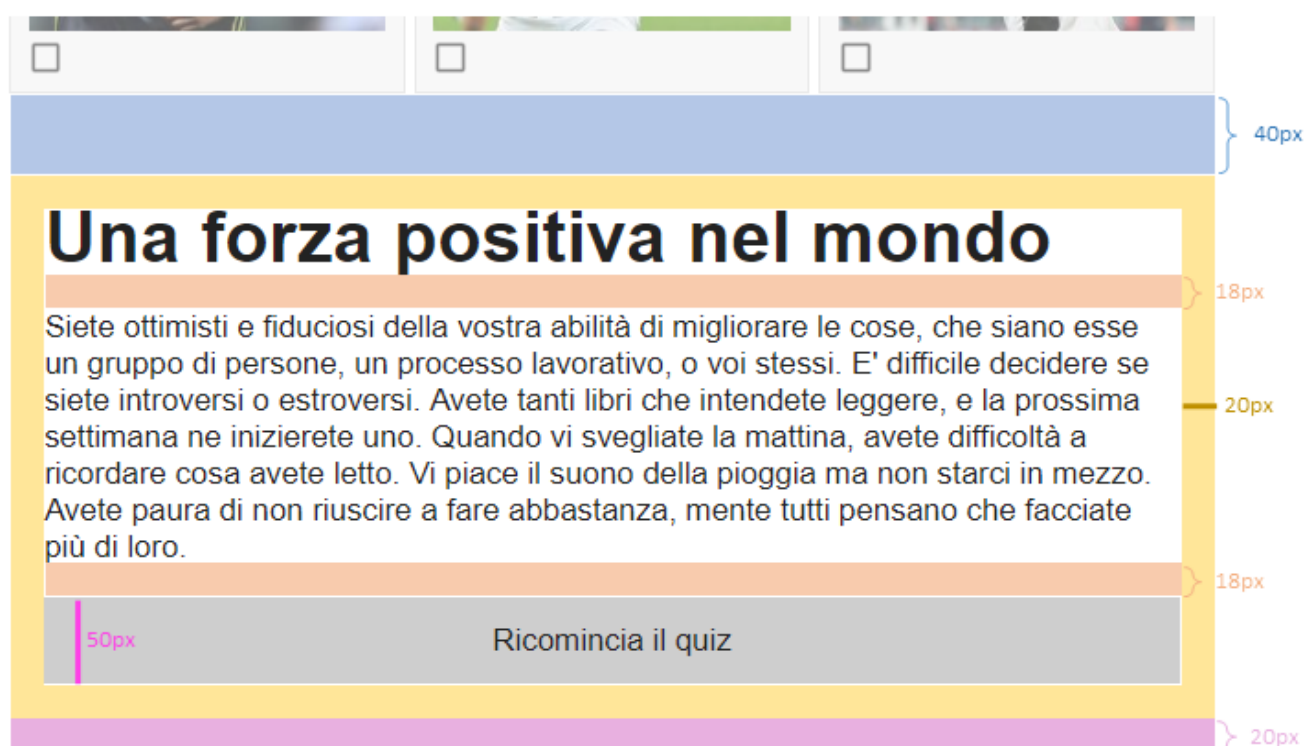 40px
Una forza positiva nel mondo
18px
Siete ottimisti e fiduciosi della vostra abilità di migliorare le cose, che siano esse
un gruppo di persone, un processo lavorativo, o voi stessi. E' difficile decidere se
siete introversi o estroversi. Avete tanti libri che intendete leggere, e la prossima
20px
settimana ne inizierete uno. Quando vi svegliate la mattina, avete difficoltà a
ricordare cosa avete letto. Vi piace il suono della pioggia ma non starci in mezzo.
Avete paura di non riuscire a fare abbastanza, mente tutti pensano che facciate
più di loro.
18px
50px
Ricomincia il quiz
20px